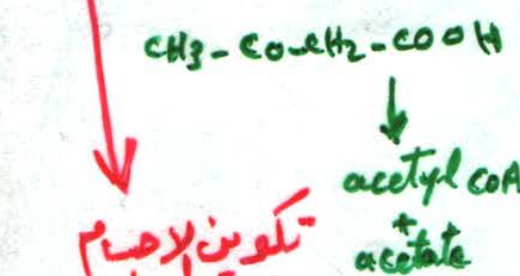 CH3-CO-CH2-COOH
acetyl CoA
+
acetate
تكوين الاجسام